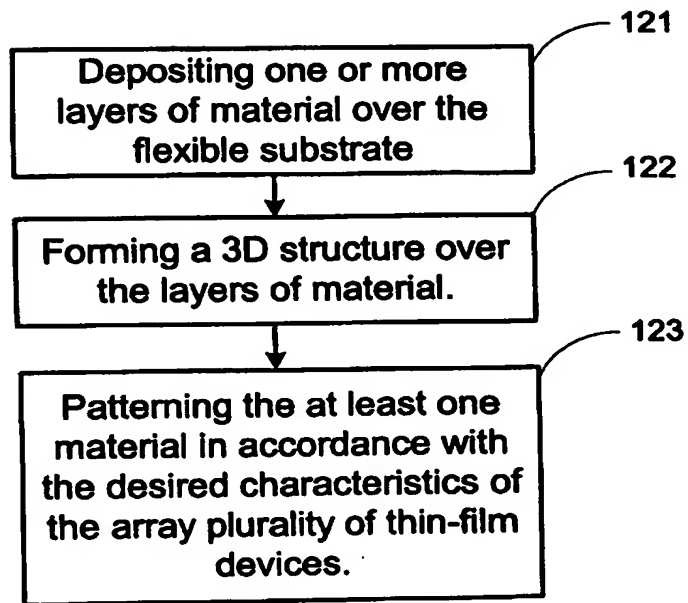 121
Depositing one or more
layers of material over the
flexible substrate
122
Forming a 3D structure over
the layers of material.
123
Patterning the at least one
material in accordance with
the desired characteristics of
the array plurality of thin-film
devices.